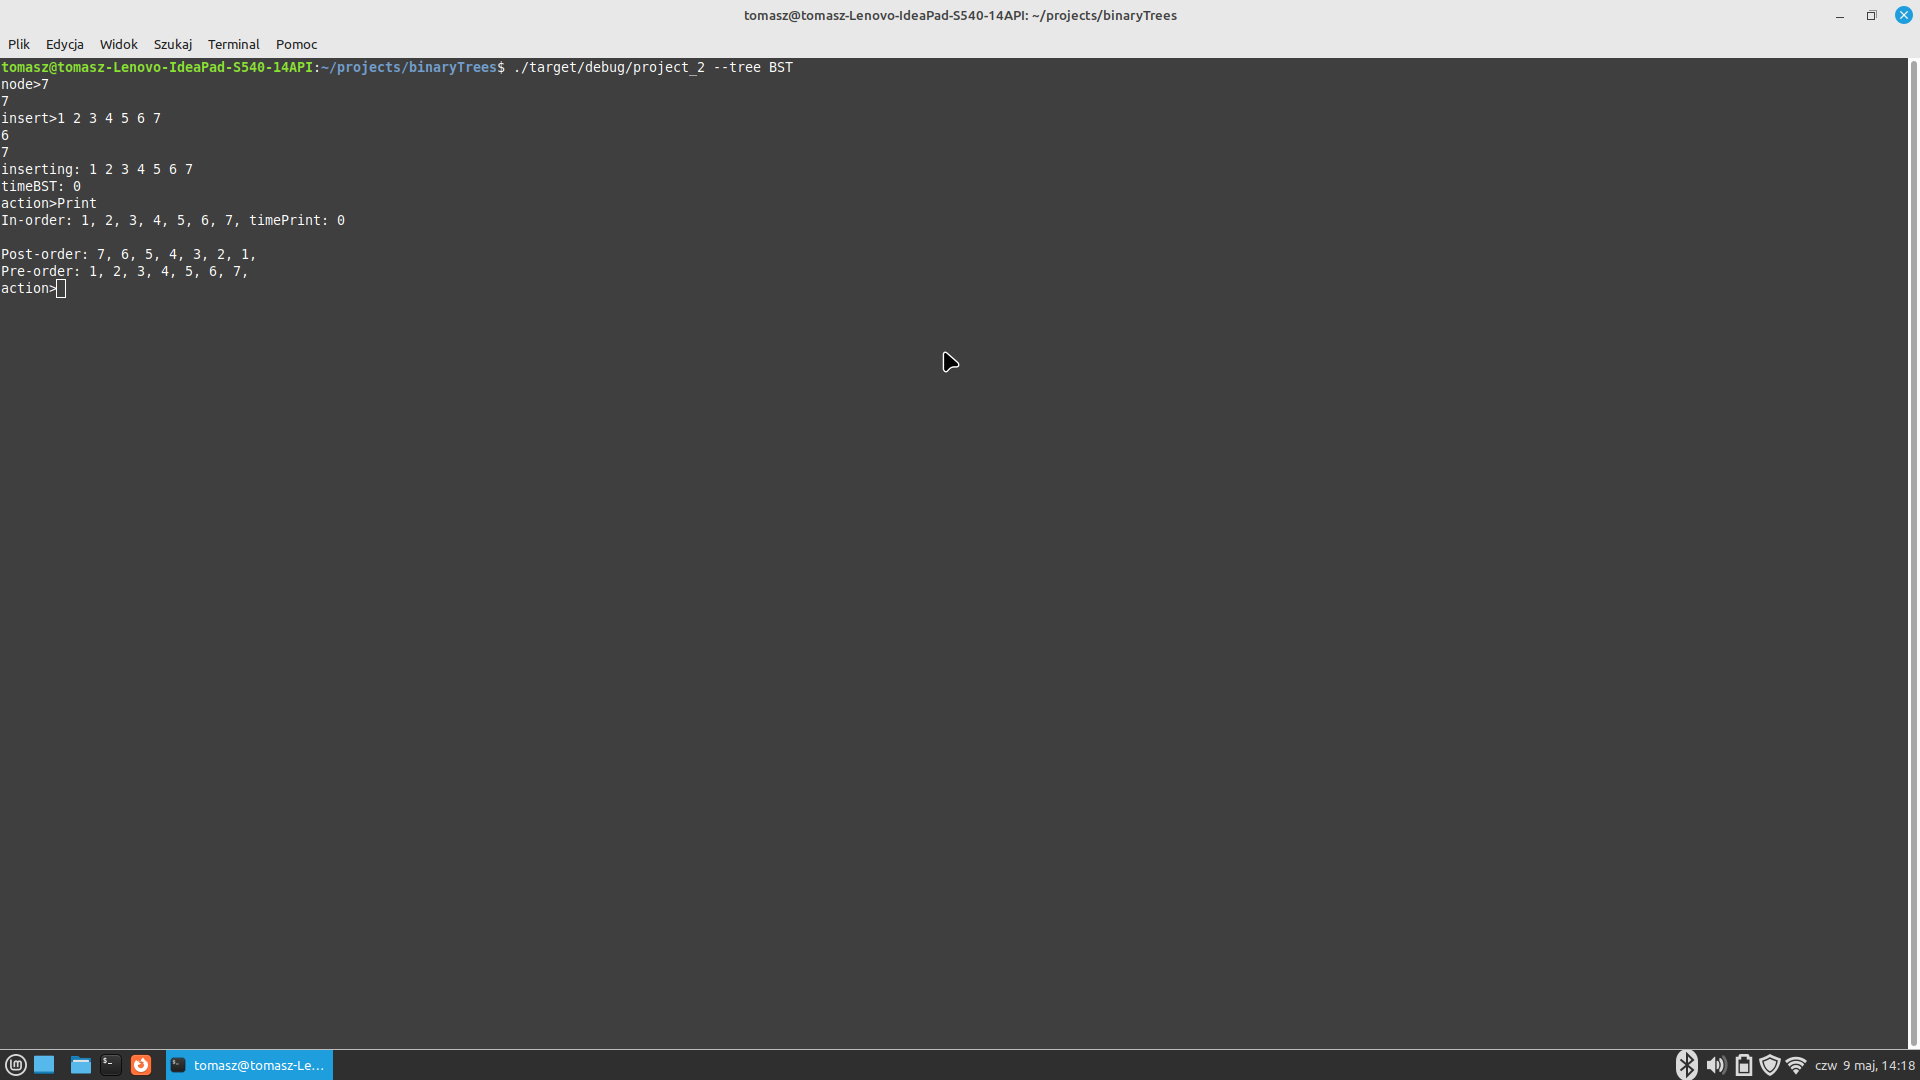 tomasz@tomasz-Lenovo-IdeaPad-S540-14API: ~/projects/binaryTrees
Plik Edycja Widok Szukaj Terminal Pomoc
tomasz@tomasz-Lenovo-IdeaPad-S540-14API:~/projects/binaryTrees$ ./target/debug/project_2 --tree BST
node>7
7
insert>1 2 3 4 5 6 7
6
7
inserting: 1 2 3 4 5 6 7
timeBST: 0
action>Print
In-order: 1, 2, 3, 4, 5, 6, 7, timePrint: 0
Post-order: 7, 6, 5, 4, 3, 2, 1,
Pre-order: 1, 2, 3, 4, 5, 6, 7,
action>
tomasz@tomasz-Le... czw 9 maj, 14:18